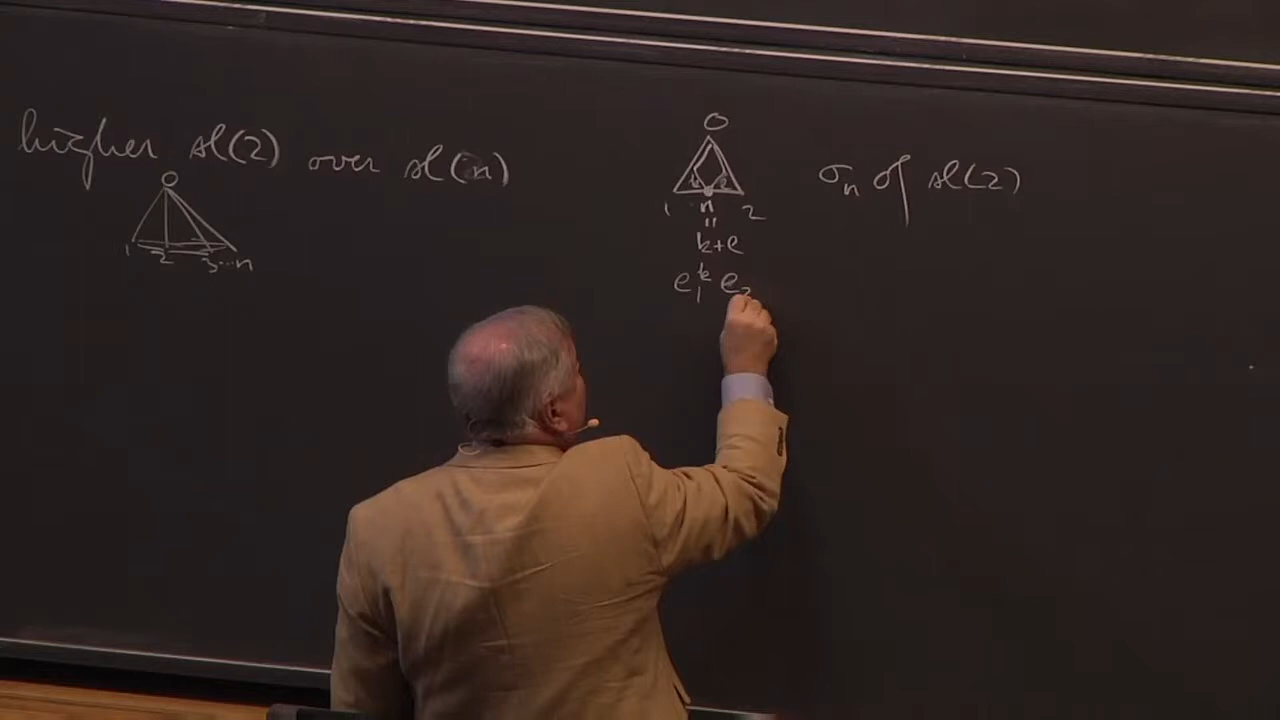 higher sl(2) over sl(n)
0
1 2 3...n
0
1 n 2
=
k+l
e₁ᵏ e₂
σₙ of sl(2)